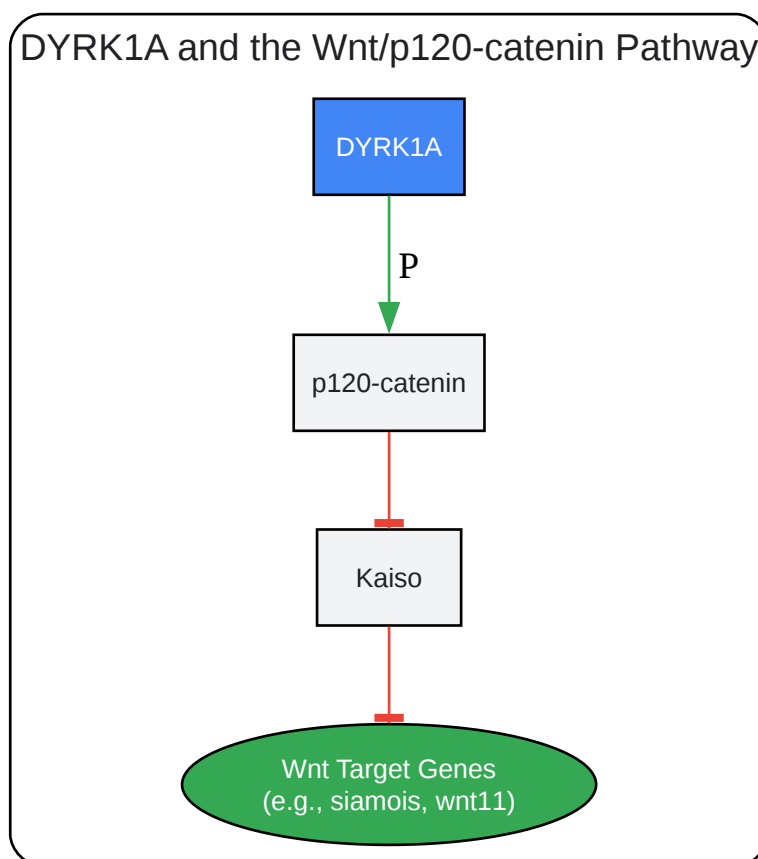 DYRK1A and the Wnt/p120-catenin Pathway
DYRK1A
P
p120-catenin
Kaiso
Wnt Target Genes
(e.g., siamois, wnt11)